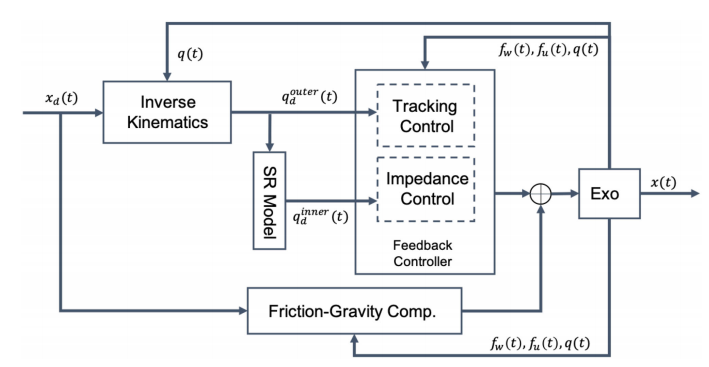 q(t)
f_w(t), f_u(t), q(t)
x_d(t)
Inverse
Kinematics
q_d^{outer}(t)
Tracking
Control
SR Model
q_d^{inner}(t)
Impedance
Control
Feedback
Controller
Exo
x(t)
Friction-Gravity Comp.
f_w(t), f_u(t), q(t)